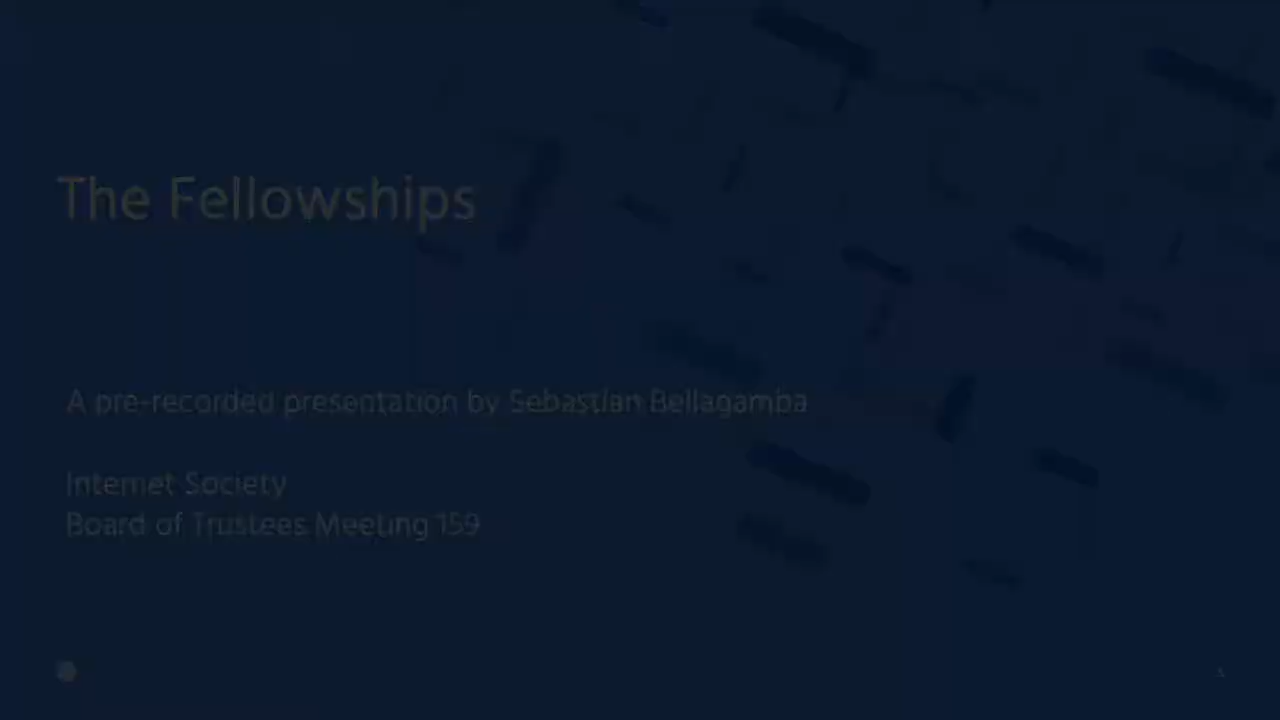 The Fellowships
A pre-recorded presentation by Sebastian Bellagamba
Internet Society
Board of Trustees Meeting 159